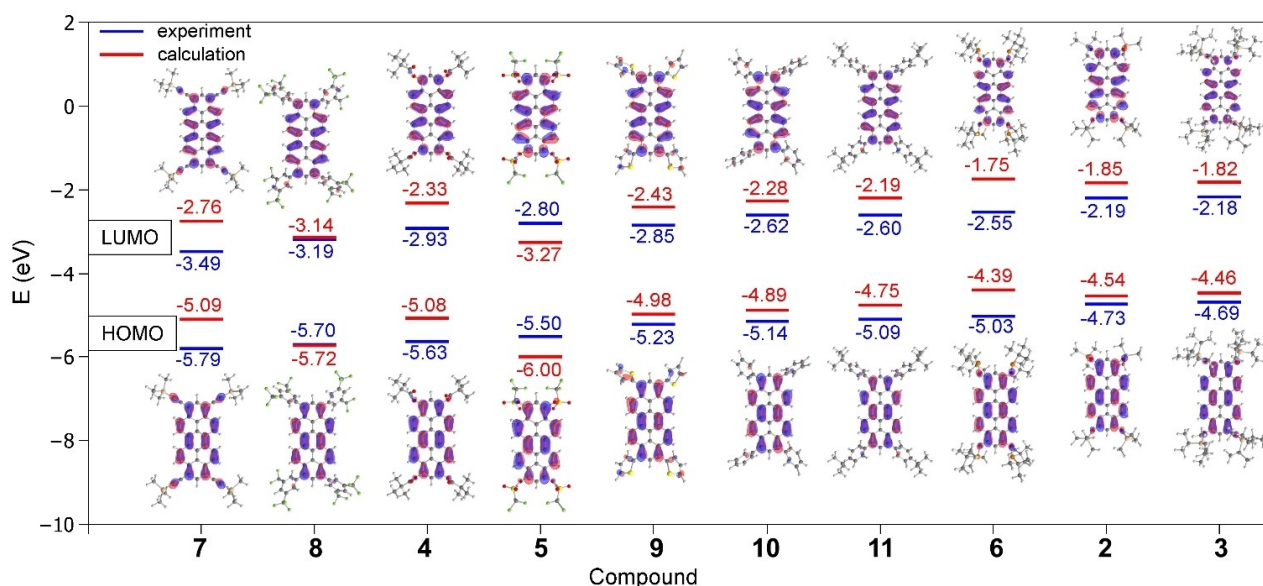 experiment
calculation
E (eV)
2
0
−2
−4
−6
−8
−10
LUMO
-2.76 -3.14 -2.33 -2.80 -2.43 -2.28 -2.19 -1.75 -1.85 -1.82
-3.49 -3.19 -2.93 -3.27 -2.85 -2.62 -2.60 -2.55 -2.19 -2.18
HOMO
-5.09 -5.70 -5.08 -5.50 -4.98 -4.89 -4.75 -4.39 -4.54 -4.46
-5.79 -5.72 -5.63 -6.00 -5.23 -5.14 -5.09 -5.03 -4.73 -4.69
7 8 4 5 9 10 11 6 2 3
Compound